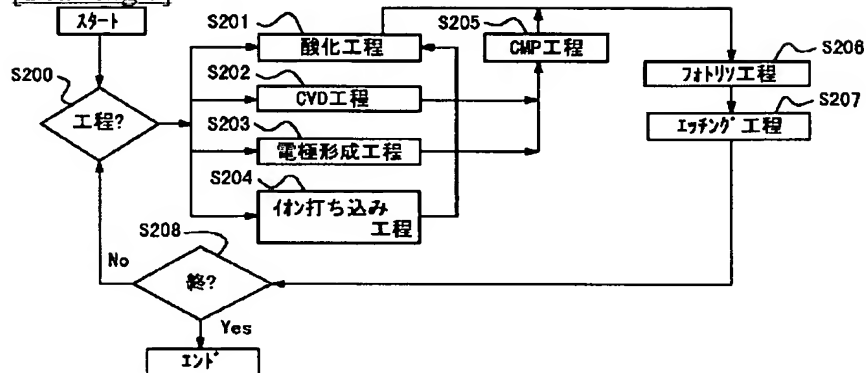 スタート
S200
工程?
S201
酸化工程
S202
CVD工程
S203
電極形成工程
S204
イオン打ち込み
工程
S205
CMP工程
S206
フォトリソ工程
S207
エッチング工程
S208
終?
No
Yes
エンド